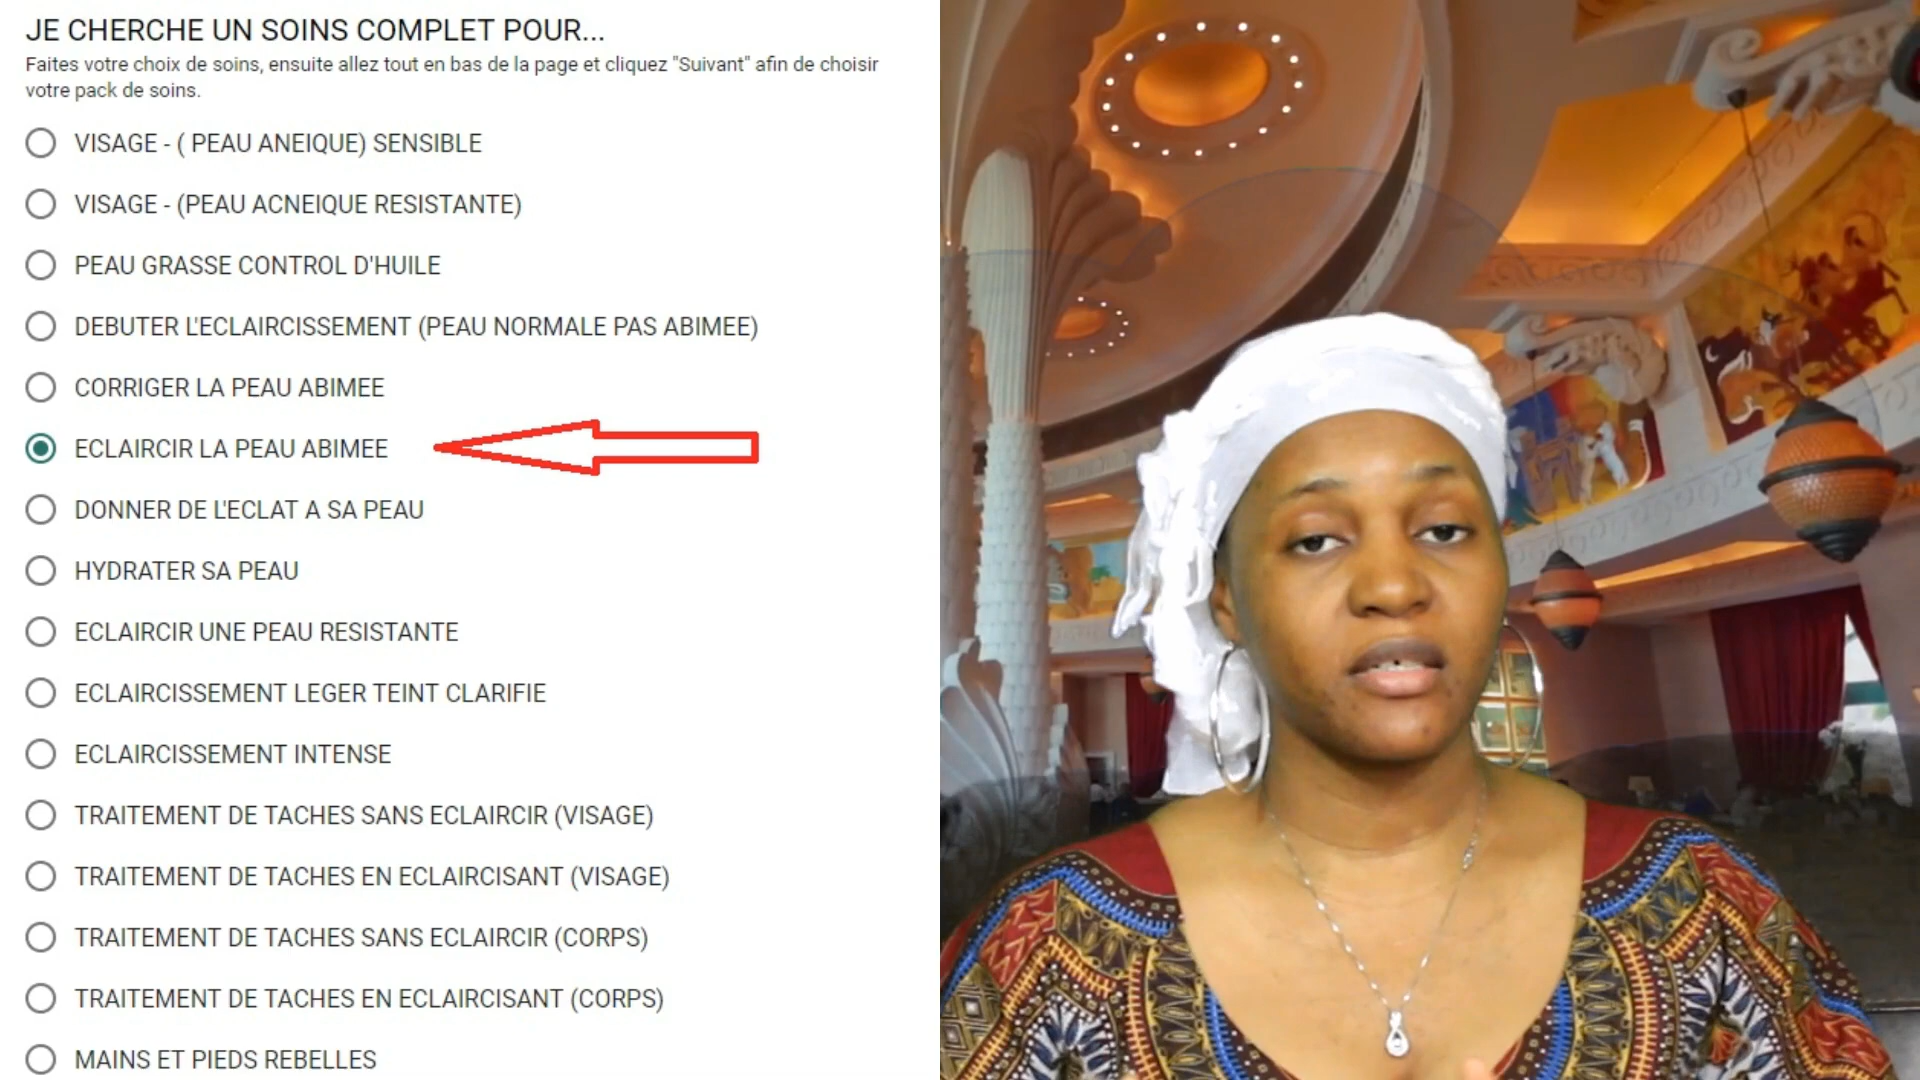 JE CHERCHE UN SOINS COMPLET POUR...
Faites votre choix de soins, ensuite allez tout en bas de la page et cliquez "Suivant" afin de choisir
votre pack de soins.
VISAGE - ( PEAU ANEIQUE) SENSIBLE
VISAGE - (PEAU ACNEIQUE RESISTANTE)
PEAU GRASSE CONTROL D'HUILE
DEBUTER L'ECLAIRCISSEMENT (PEAU NORMALE PAS ABIMEE)
CORRIGER LA PEAU ABIMEE
ECLAIRCIR LA PEAU ABIMEE
DONNER DE L'ECLAT A SA PEAU
HYDRATER SA PEAU
ECLAIRCIR UNE PEAU RESISTANTE
ECLAIRCISSEMENT LEGER TEINT CLARIFIE
ECLAIRCISSEMENT INTENSE
TRAITEMENT DE TACHES SANS ECLAIRCIR (VISAGE)
TRAITEMENT DE TACHES EN ECLAIRCISANT (VISAGE)
TRAITEMENT DE TACHES SANS ECLAIRCIR (CORPS)
TRAITEMENT DE TACHES EN ECLAIRCISANT (CORPS)
MAINS ET PIEDS REBELLES